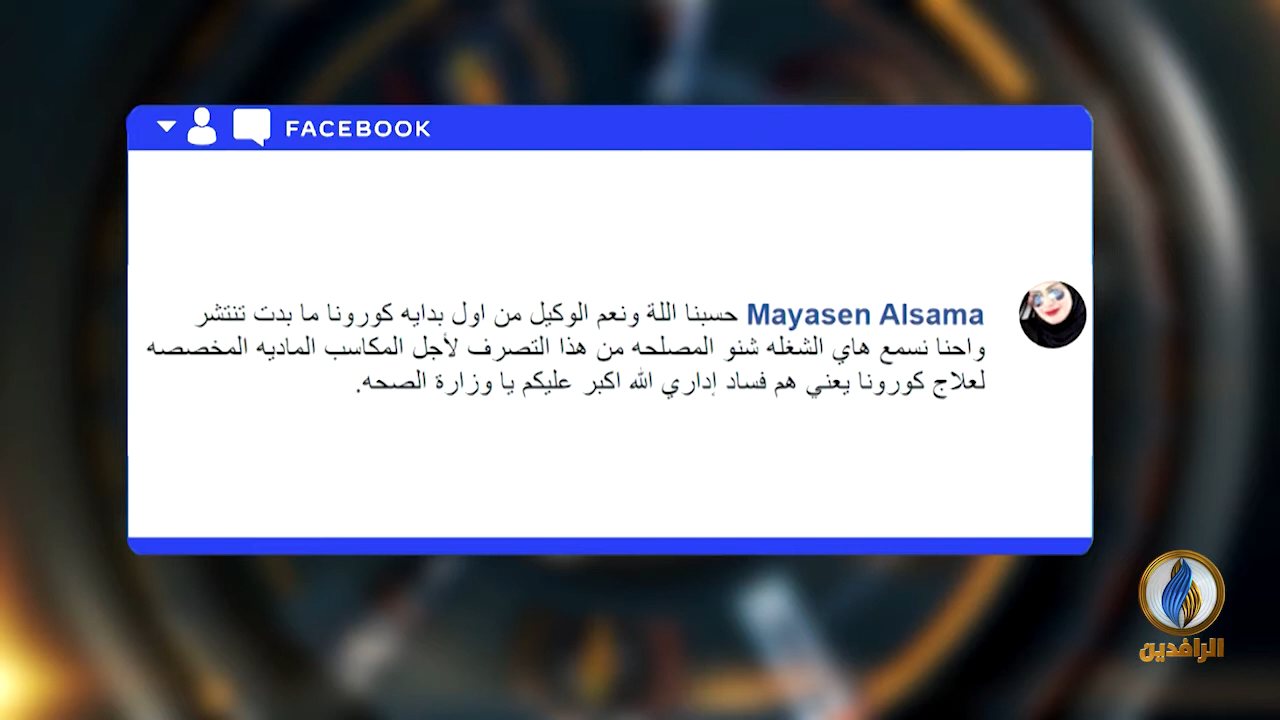 FACEBOOK
Mayasen Alsama حسبنا اللة ونعم الوكيل من اول بدايه كورونا ما بدت تنتشر
واحنا نسمع هاي الشغله شنو المصلحه من هذا التصرف لأجل المكاسب الماديه المخصصه
لعلاج كورونا يعني هم فساد إداري الله اكبر عليكم يا وزارة الصحه.
الرافدين